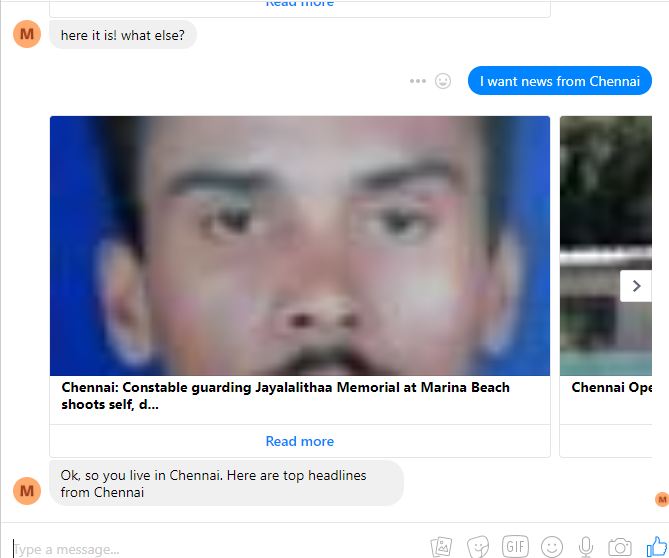 Read more
M
here it is! what else?
I want news from Chennai
Chennai: Constable guarding Jayalalithaa Memorial at Marina Beach
shoots self, d...
Chennai Ope
Read more
M
Ok, so you live in Chennai. Here are top headlines
from Chennai
M
Type a message...
GIF